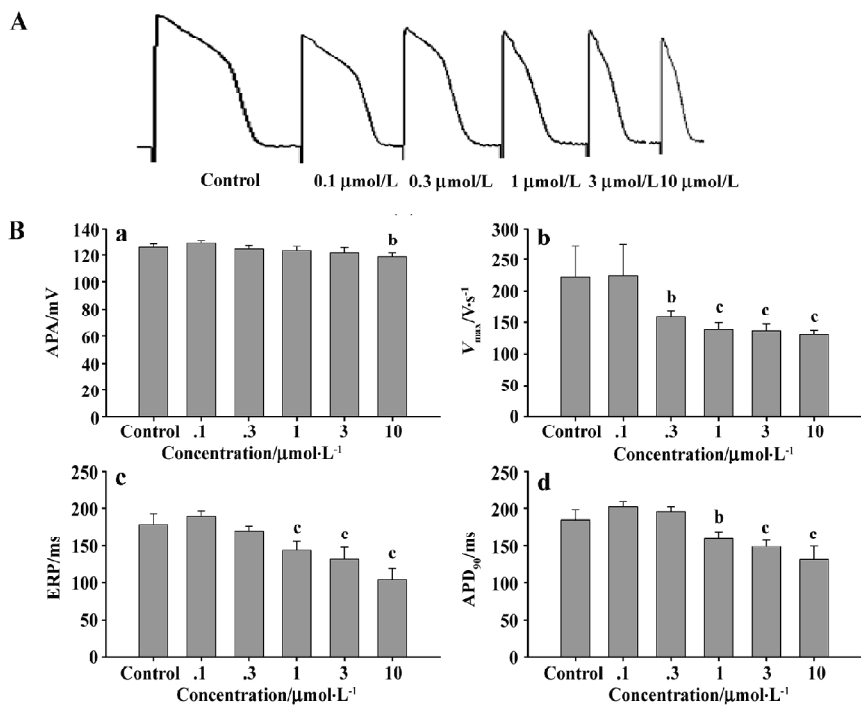 A
Control 0.1 μmol/L 0.3 μmol/L 1 μmol/L 3 μmol/L 10 μmol/L
B
a
APA/mV
140
120
100
80
60
40
20
0
b
Control .1 .3 1 3 10
Concentration/μmol·L-1
b
Vmax/V·s-1
300
250
200
150
100
50
0
b c c c
Control .1 .3 1 3 10
Concentration/μmol·L-1
c
ERP/ms
250
200
150
100
50
0
c c c
Control .1 .3 1 3 10
Concentration/μmol·L-1
d
APD90/ms
250
200
150
100
50
0
b c c
Control .1 .3 1 3 10
Concentration/μmol·L-1